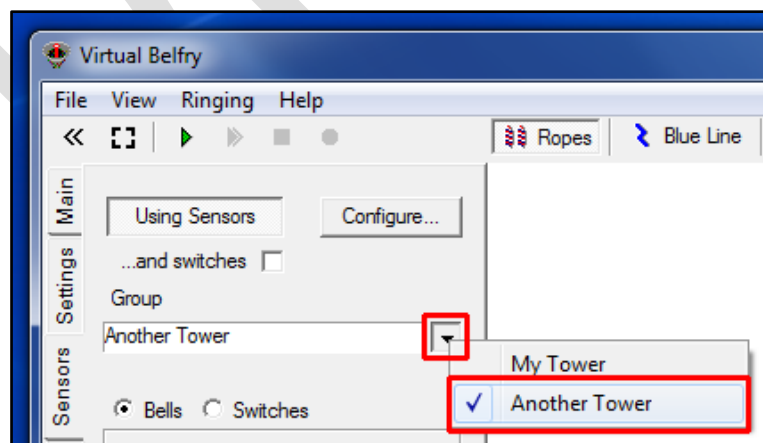 Virtual Belfry
File View Ringing Help
Ropes Blue Line
Main
Settings
Sensors
Using Sensors Configure...
...and switches
Group
Another Tower
My Tower
Another Tower
Bells Switches